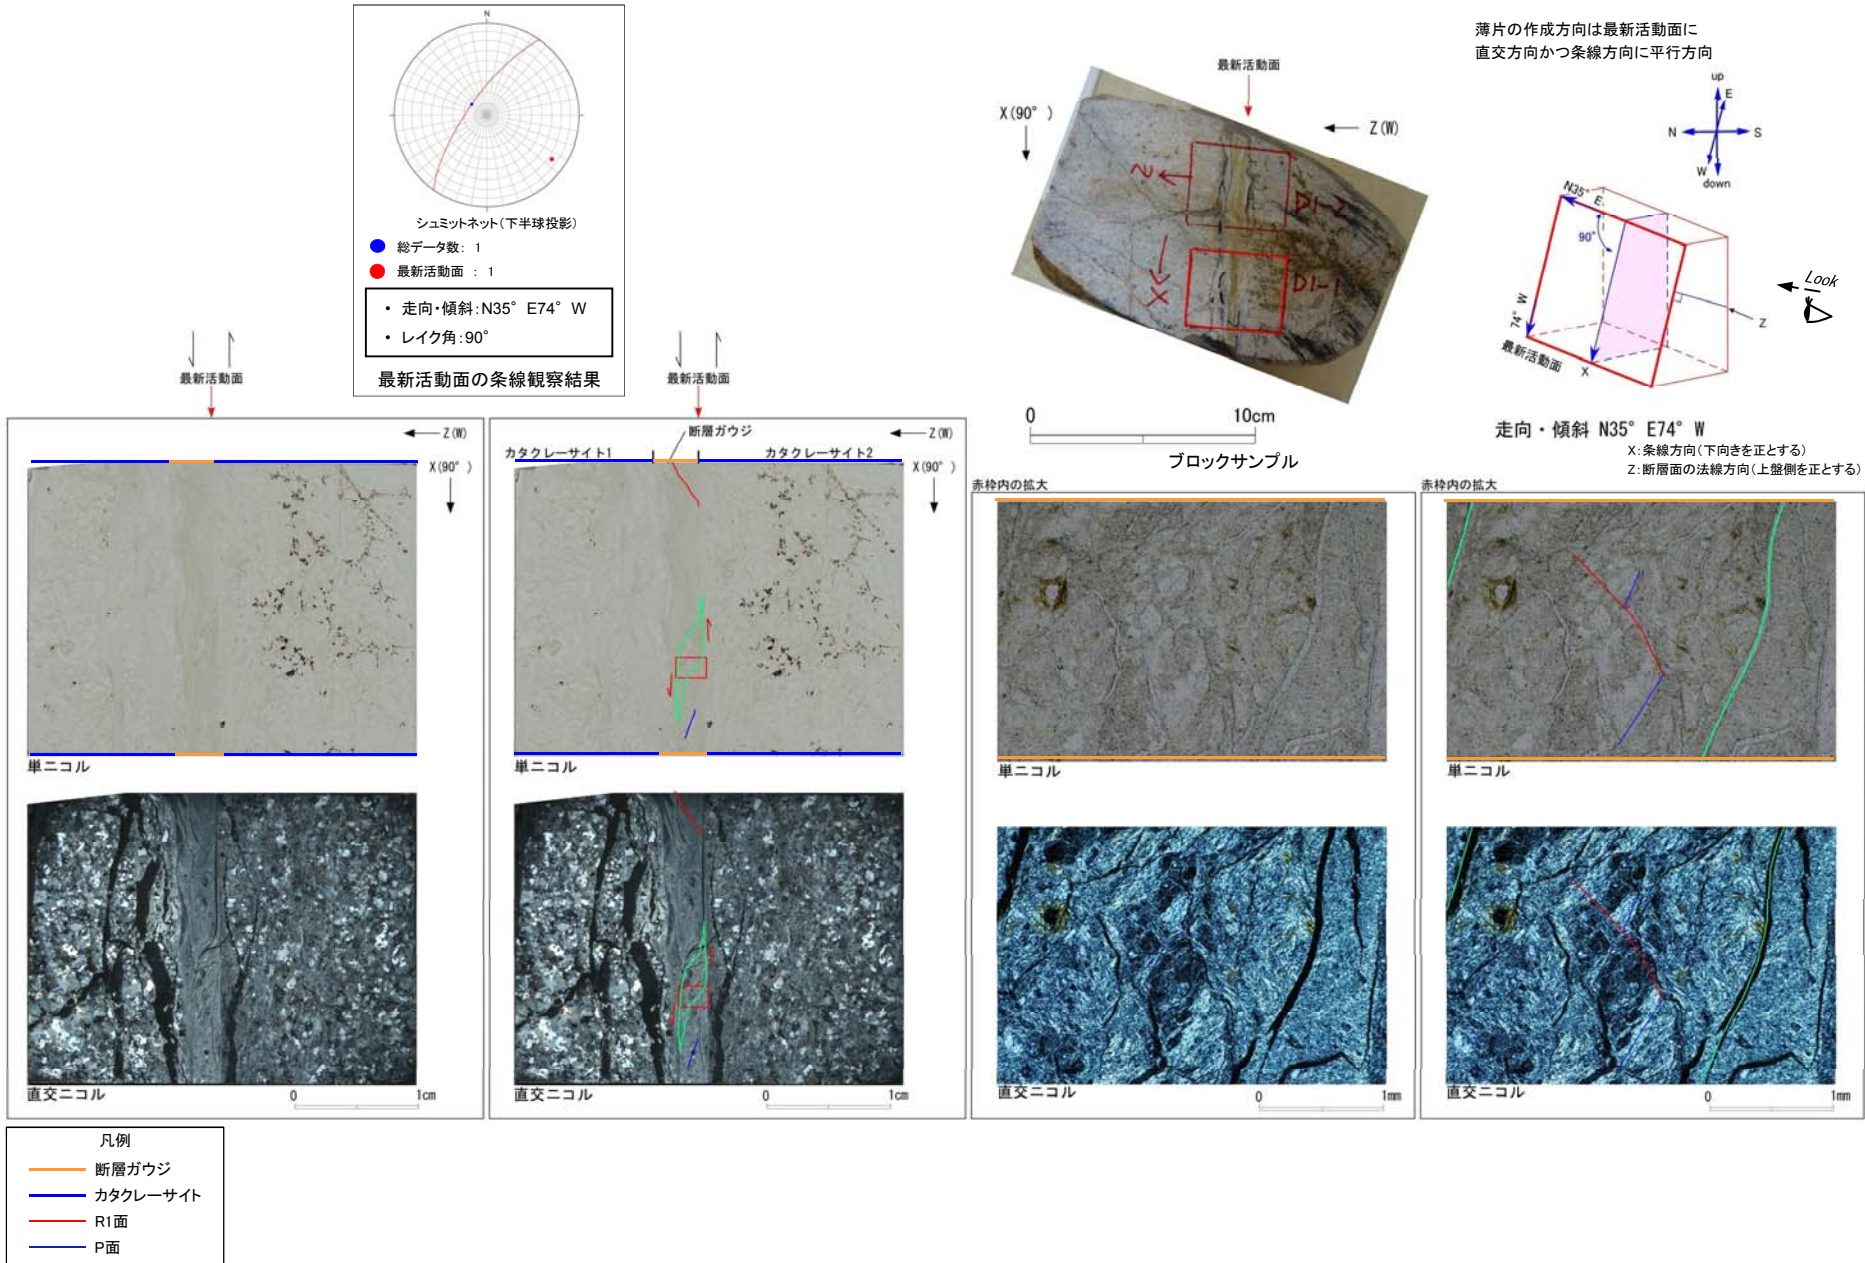 N
シュミットネット（下半球投影）
総データ数： 1
最新活動面 ： 1
・ 走向・傾斜：N35° E74° W
・ レイク角：90°
最新活動面の条線観察結果
最新活動面
X(90° )
Z(W)
Z
D1-2
X
D1-1
0 10cm
ブロックサンプル
薄片の作成方向は最新活動面に
直交方向かつ条線方向に平行方向
up
E
N S
W
down
N35° E
90°
74° W
最新活動面
X
Z
Look
走向・傾斜 N35° E74° W
X：条線方向（下向きを正とする）
Z：断層面の法線方向（上盤側を正とする）
最新活動面
Z(W)
X(90° )
単ニコル
直交ニコル
0 1cm
最新活動面
断層ガウジ
Z(W)
カタクレーサイト1 カタクレーサイト2
X(90° )
単ニコル
直交ニコル
0 1cm
赤枠内の拡大
単ニコル
直交ニコル
0 1mm
赤枠内の拡大
単ニコル
直交ニコル
0 1mm
凡例
断層ガウジ
カタクレーサイト
R1面
P面